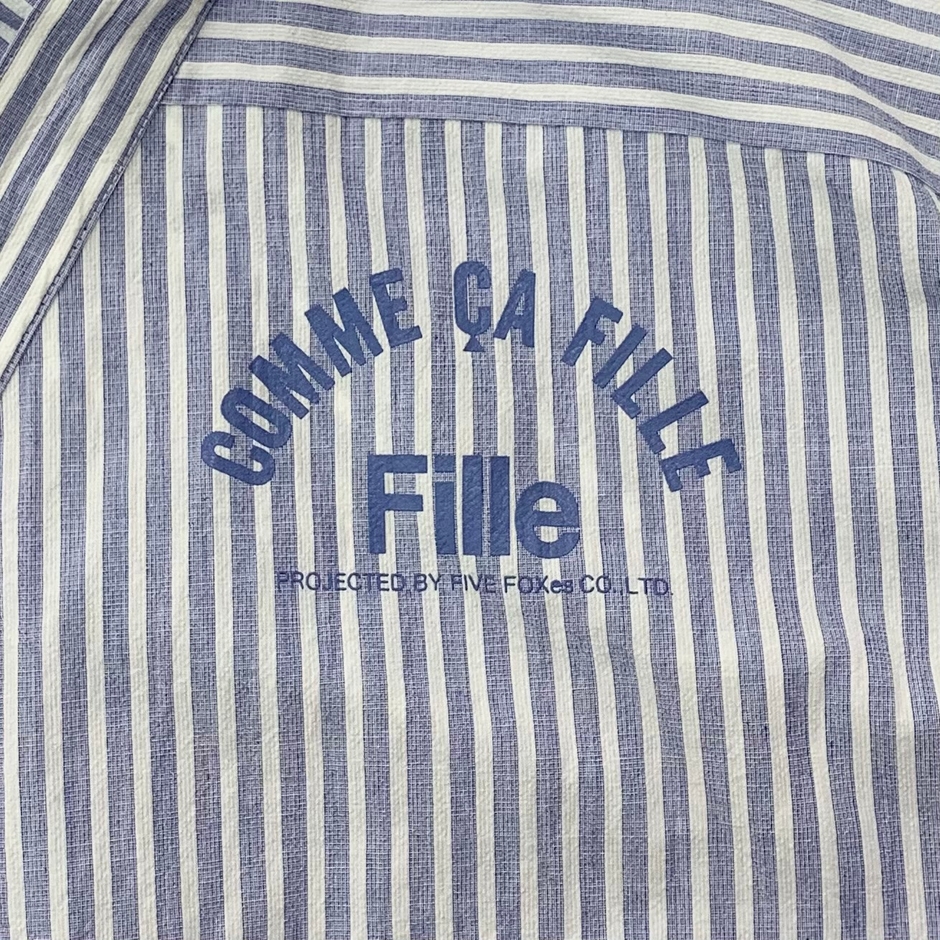 COMME ÇA FILLE
Fille
PROJECTED BY FIVE FOXes CO.,LTD.